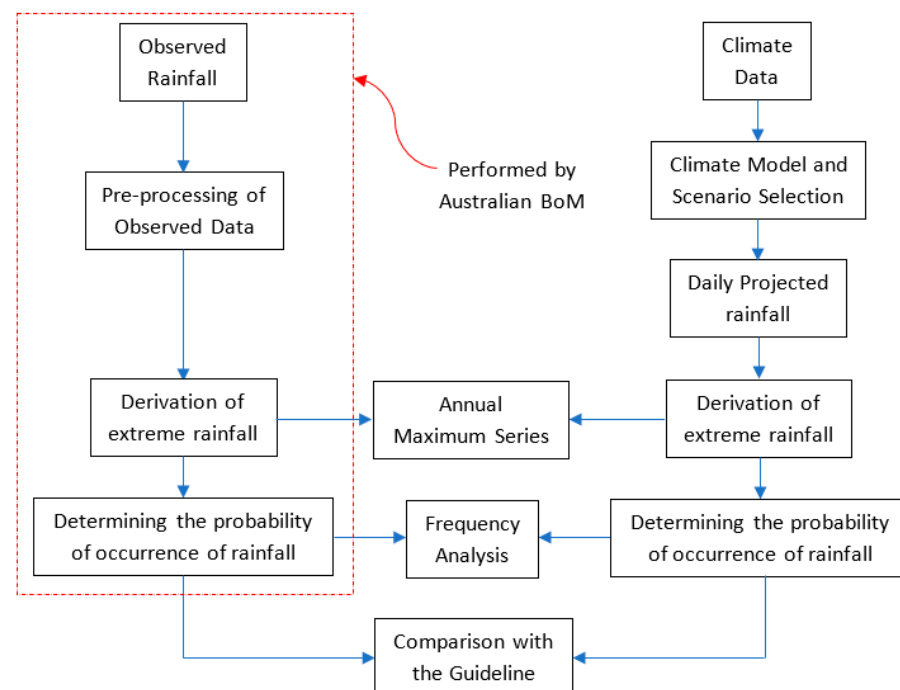 Observed
Rainfall
Climate
Data
Performed by
Australian BoM
Pre-processing of
Observed Data
Climate Model and
Scenario Selection
Daily Projected
rainfall
Derivation of
extreme rainfall
Annual
Maximum Series
Derivation of
extreme rainfall
Determining the probability
of occurrence of rainfall
Frequency
Analysis
Determining the probability
of occurrence of rainfall
Comparison with
the Guideline